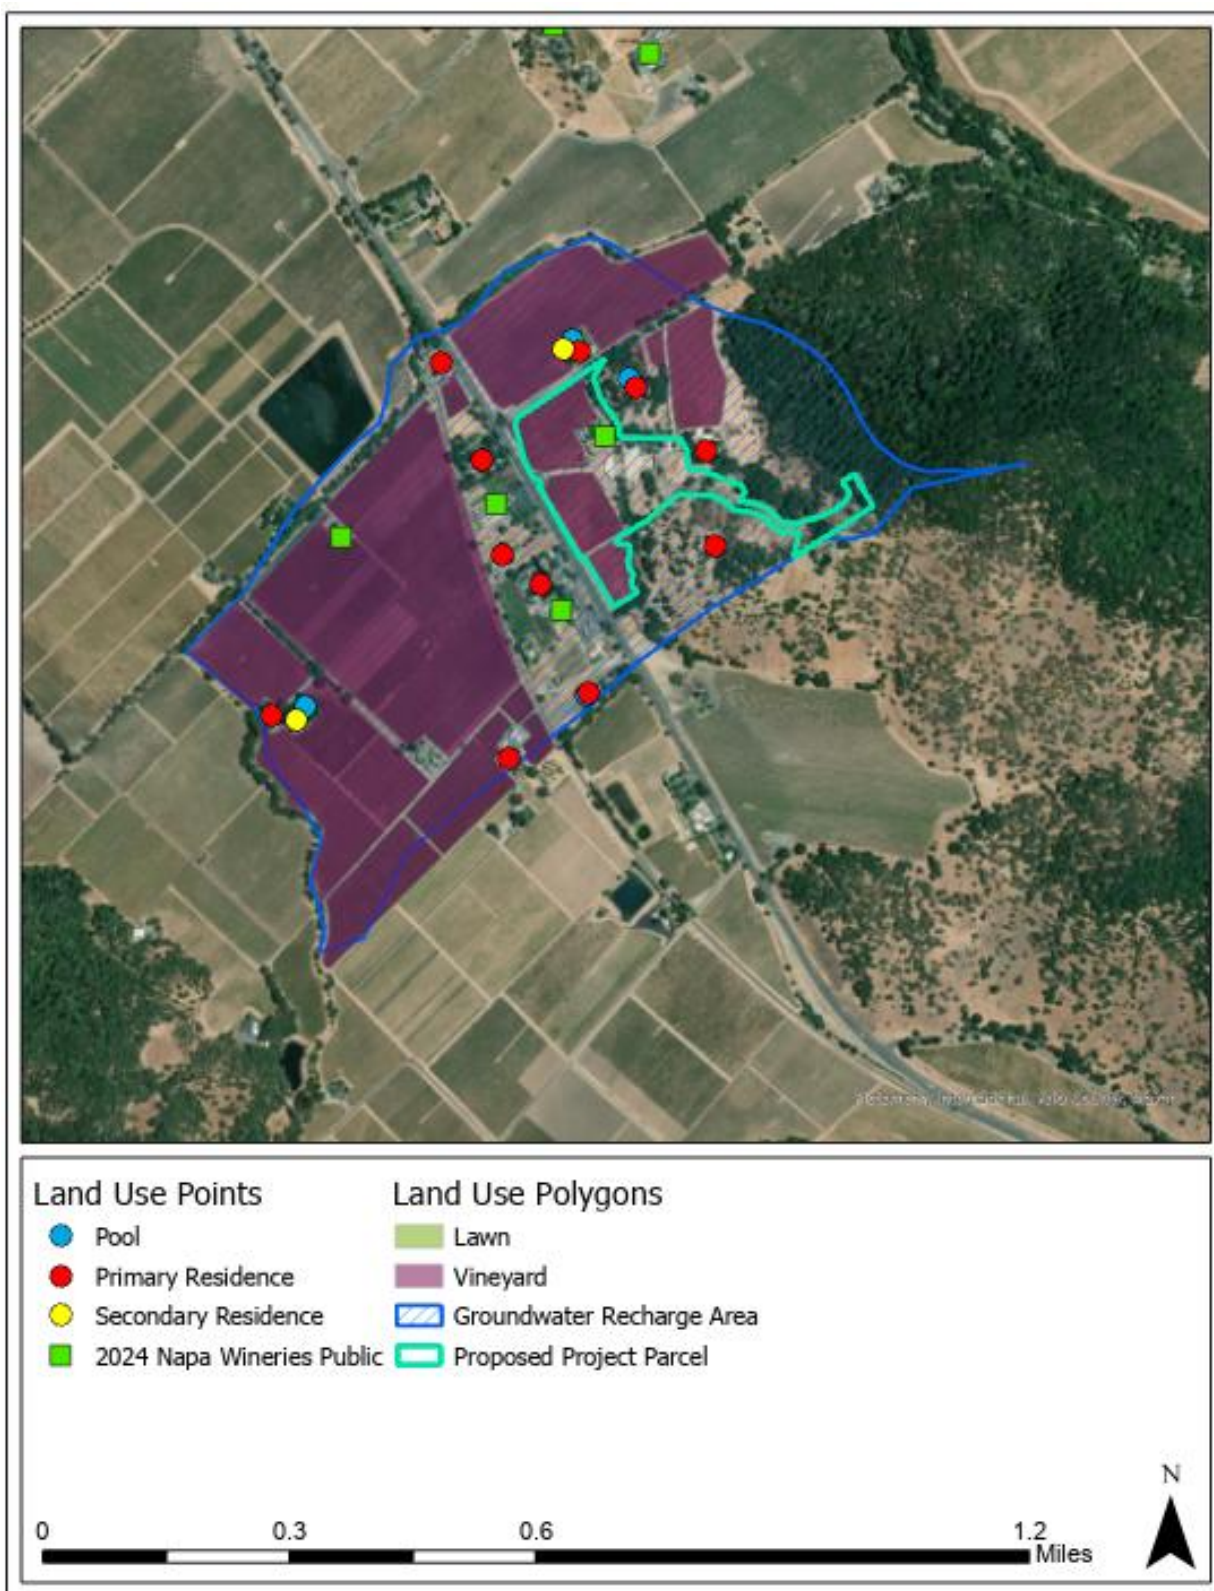 Land Use Points
Pool
Primary Residence
Secondary Residence
2024 Napa Wineries Public
Land Use Polygons
Lawn
Vineyard
Groundwater Recharge Area
Proposed Project Parcel
N
0 0.3 0.6 1.2
Miles